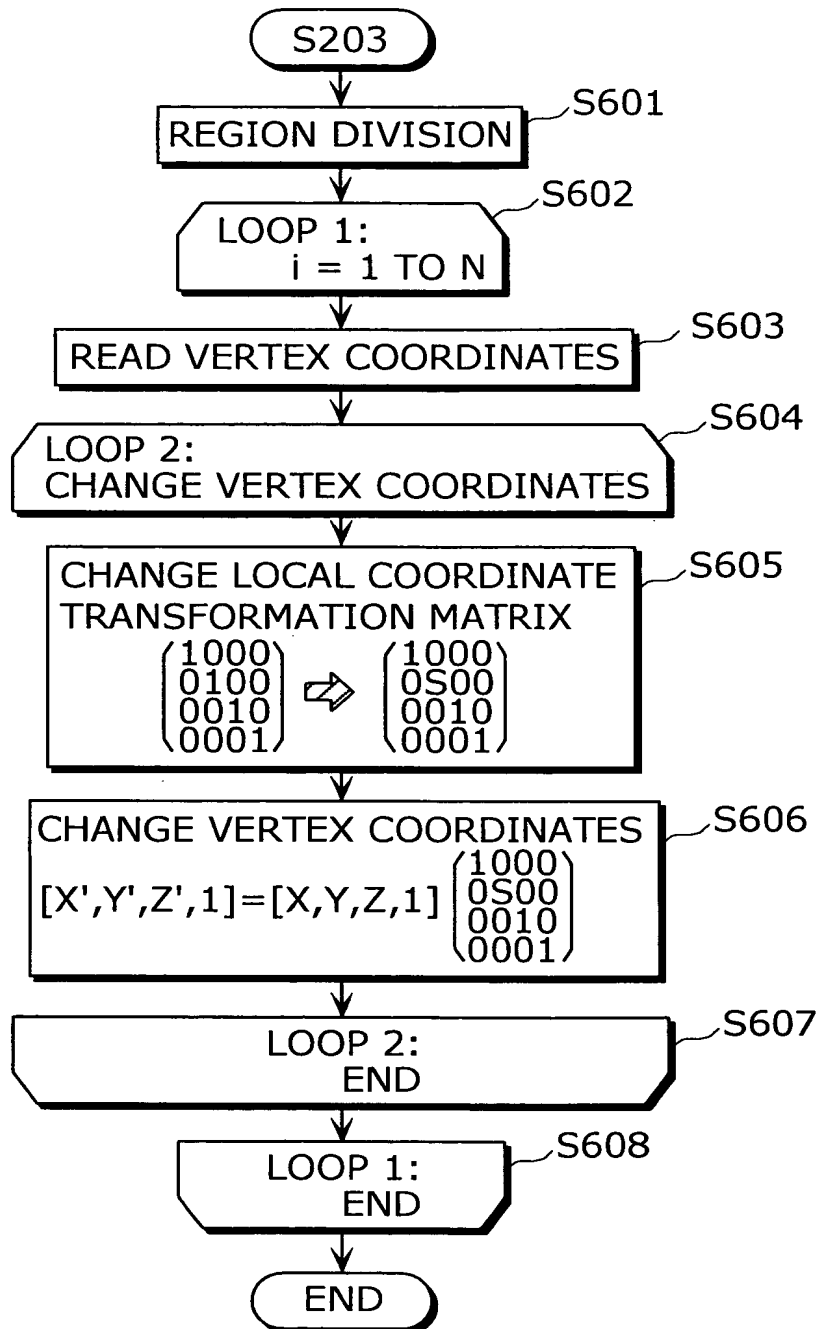 S203
S601
REGION DIVISION
S602
LOOP 1:
i = 1 TO N
S603
READ VERTEX COORDINATES
S604
LOOP 2:
CHANGE VERTEX COORDINATES
S605
CHANGE LOCAL COORDINATE
TRANSFORMATION MATRIX
1000 1000
0100 0S00
0010 0010
0001 0001
S606
CHANGE VERTEX COORDINATES
[X',Y',Z',1]=[X,Y,Z,1]
1000
0S00
0010
0001
S607
LOOP 2:
END
S608
LOOP 1:
END
END